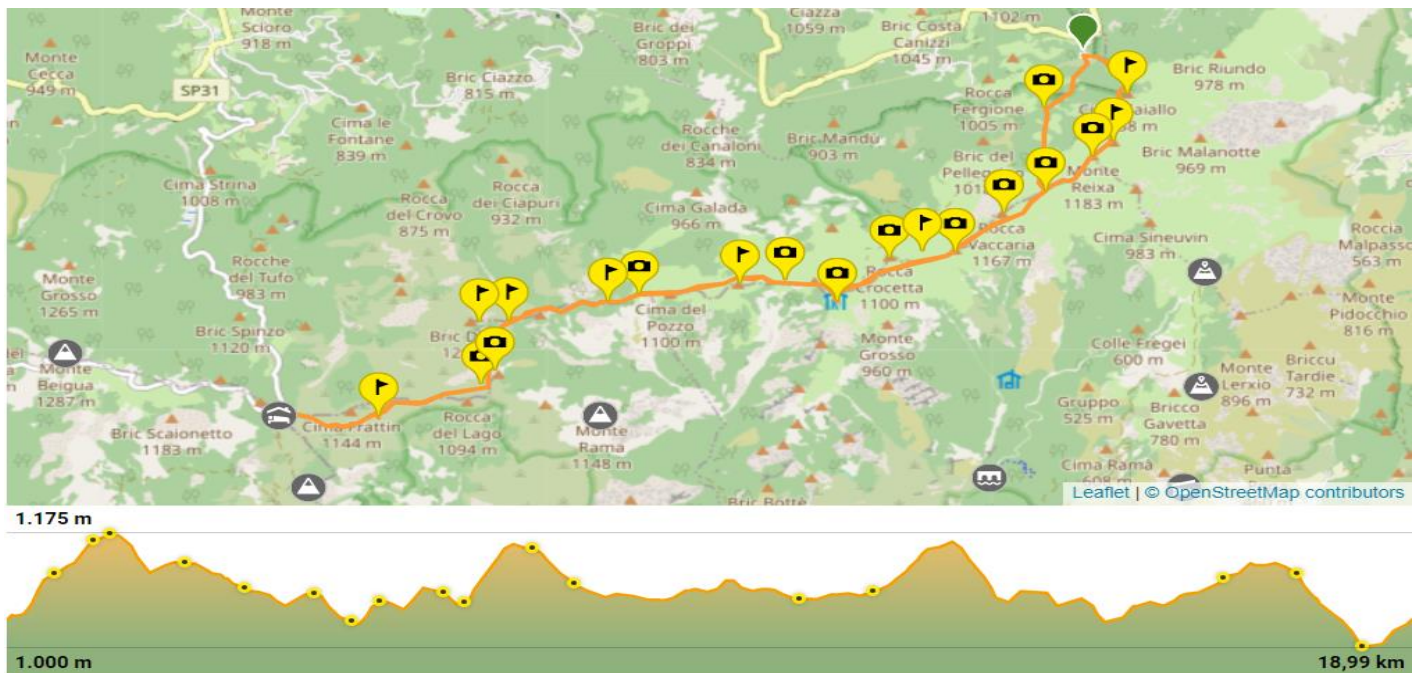 Monte
Scioro
918 m
Ciazza
1059 m
1102 m
Bric dei
Groppi
803 m
Bric Costa
Canizzi
1045 m
Monte
Cecca
949 m
SP31
Bric Ciazzo
815 m
Bric Riundo
978 m
Rocca
Fergione
1005 m
Cima le
Fontane
839 m
Rocche
dei Canaloni
834 m
Bric Mandù
903 m
Bric Malanotte
969 m
Bric del
Monte
Reixa
1183 m
Cima Strina
1008 m
Rocca
dei Ciapuri
932 m
Rocca
del Crovo
875 m
Cima Galada
966 m
Rocca
Vaccaria
1167 m
Cima Sineuvin
983 m
Roccia
Malpasso
563 m
Rocche
del Tufo
983 m
Monte
Grosso
1265 m
Rocca
Crocetta
1100 m
Monte
Pidocchio
816 m
Bric Spinzo
1120 m
Cima del
Pozzo
1100 m
Monte
Grosso
960 m
Colle Fregei
600 m
Monte
Beigua
1287 m
Monte
Lerxio
896 m
Briccu
Tardie
732 m
Gruppo
525 m
Bricco
Gavetta
780 m
Bric Scaionetto
1183 m
1144 m
Rocca
del Lago
1094 m
Monte
Rama
1148 m
Cima Ramà
608 m
Punta
Bric Botte
Leaflet | © OpenStreetMap contributors
1.175 m
1.000 m
18,99 km